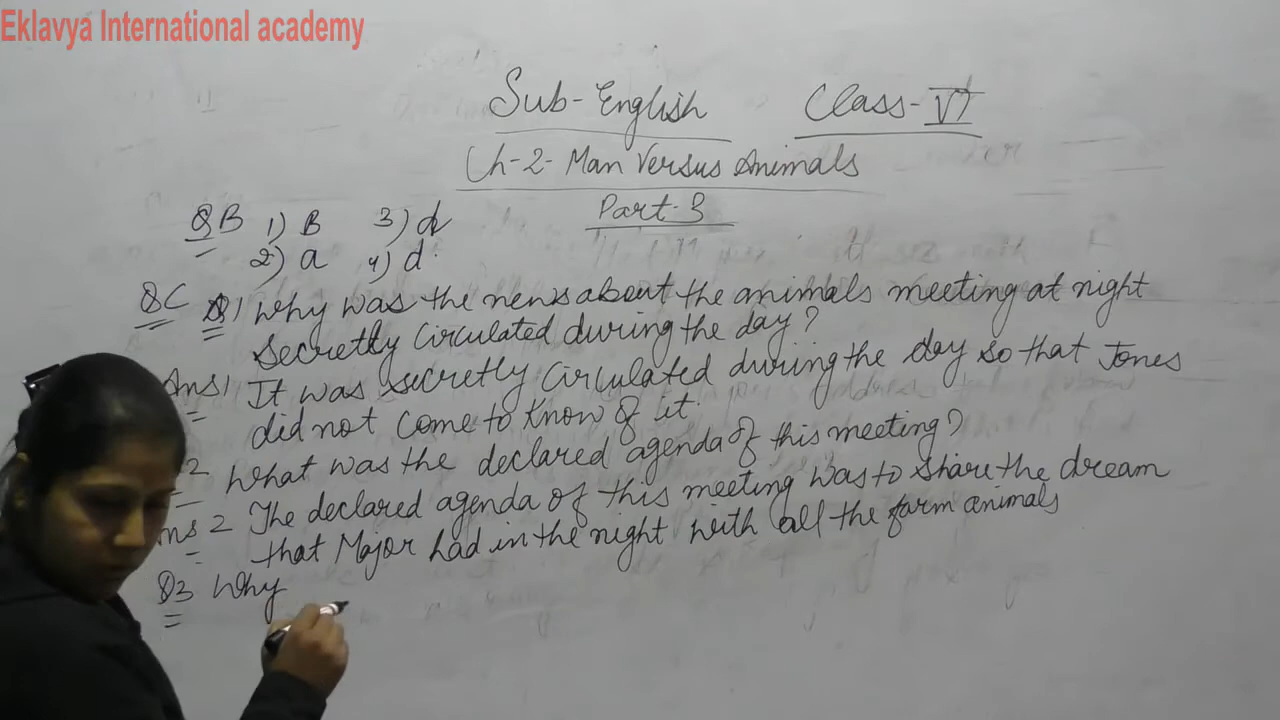 Eklavya International academy
Sub-English Class-VI
Ch-2-Man Versus Animals
Part-3
QB 1) B 3) d
2) a 4) d
QC Q1 Why was the news about the animals meeting at night
secretly circulated during the day?
Ans1 It was secretly circulated during the day so that Jones
did not come to know of it.
2 What was the declared agenda of this meeting?
Ans 2 The declared agenda of this meeting was to share the dream
that Major had in the night with all the farm animals
Q3 Why